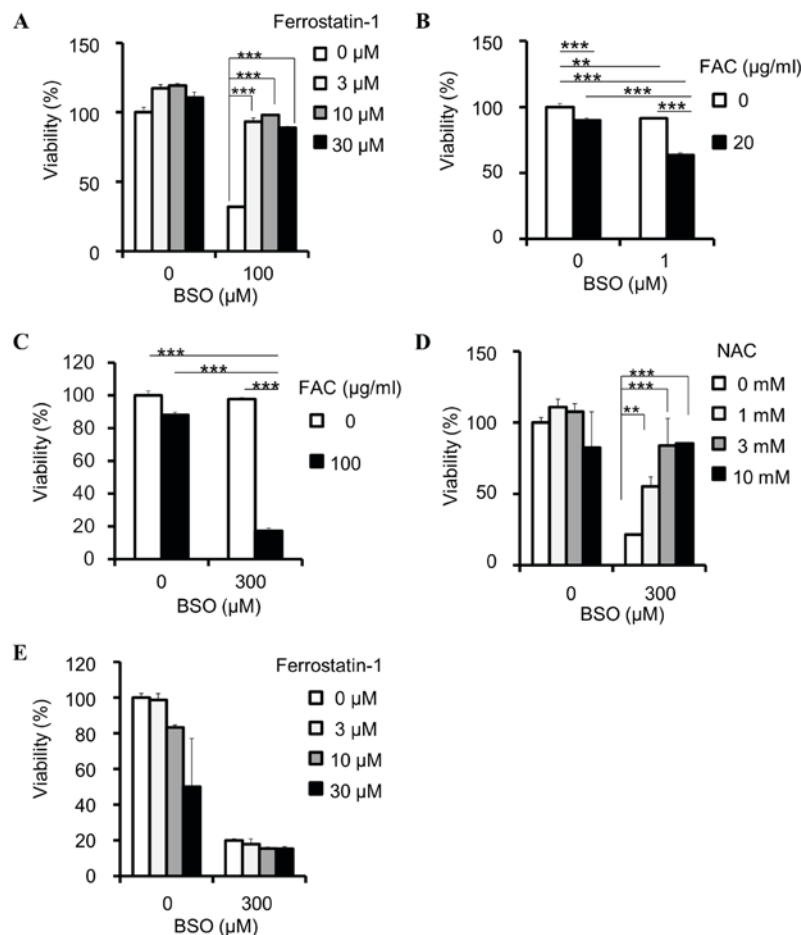 A
Ferrostatin-1
0 µM
3 µM
10 µM
30 µM
150
100
50
0
Viability (%)
***
***
***
0
100
BSO (µM)
B
FAC (µg/ml)
0
20
150
100
50
0
Viability (%)
***
**
***
***
***
0
1
BSO (µM)
C
FAC (µg/ml)
0
100
120
100
80
60
40
20
0
Viability (%)
***
***
***
0
300
BSO (µM)
D
NAC
0 mM
1 mM
3 mM
10 mM
150
100
50
0
Viability (%)
***
***
**
0
300
BSO (µM)
E
Ferrostatin-1
0 µM
3 µM
10 µM
30 µM
120
100
80
60
40
20
0
Viability (%)
0
300
BSO (µM)